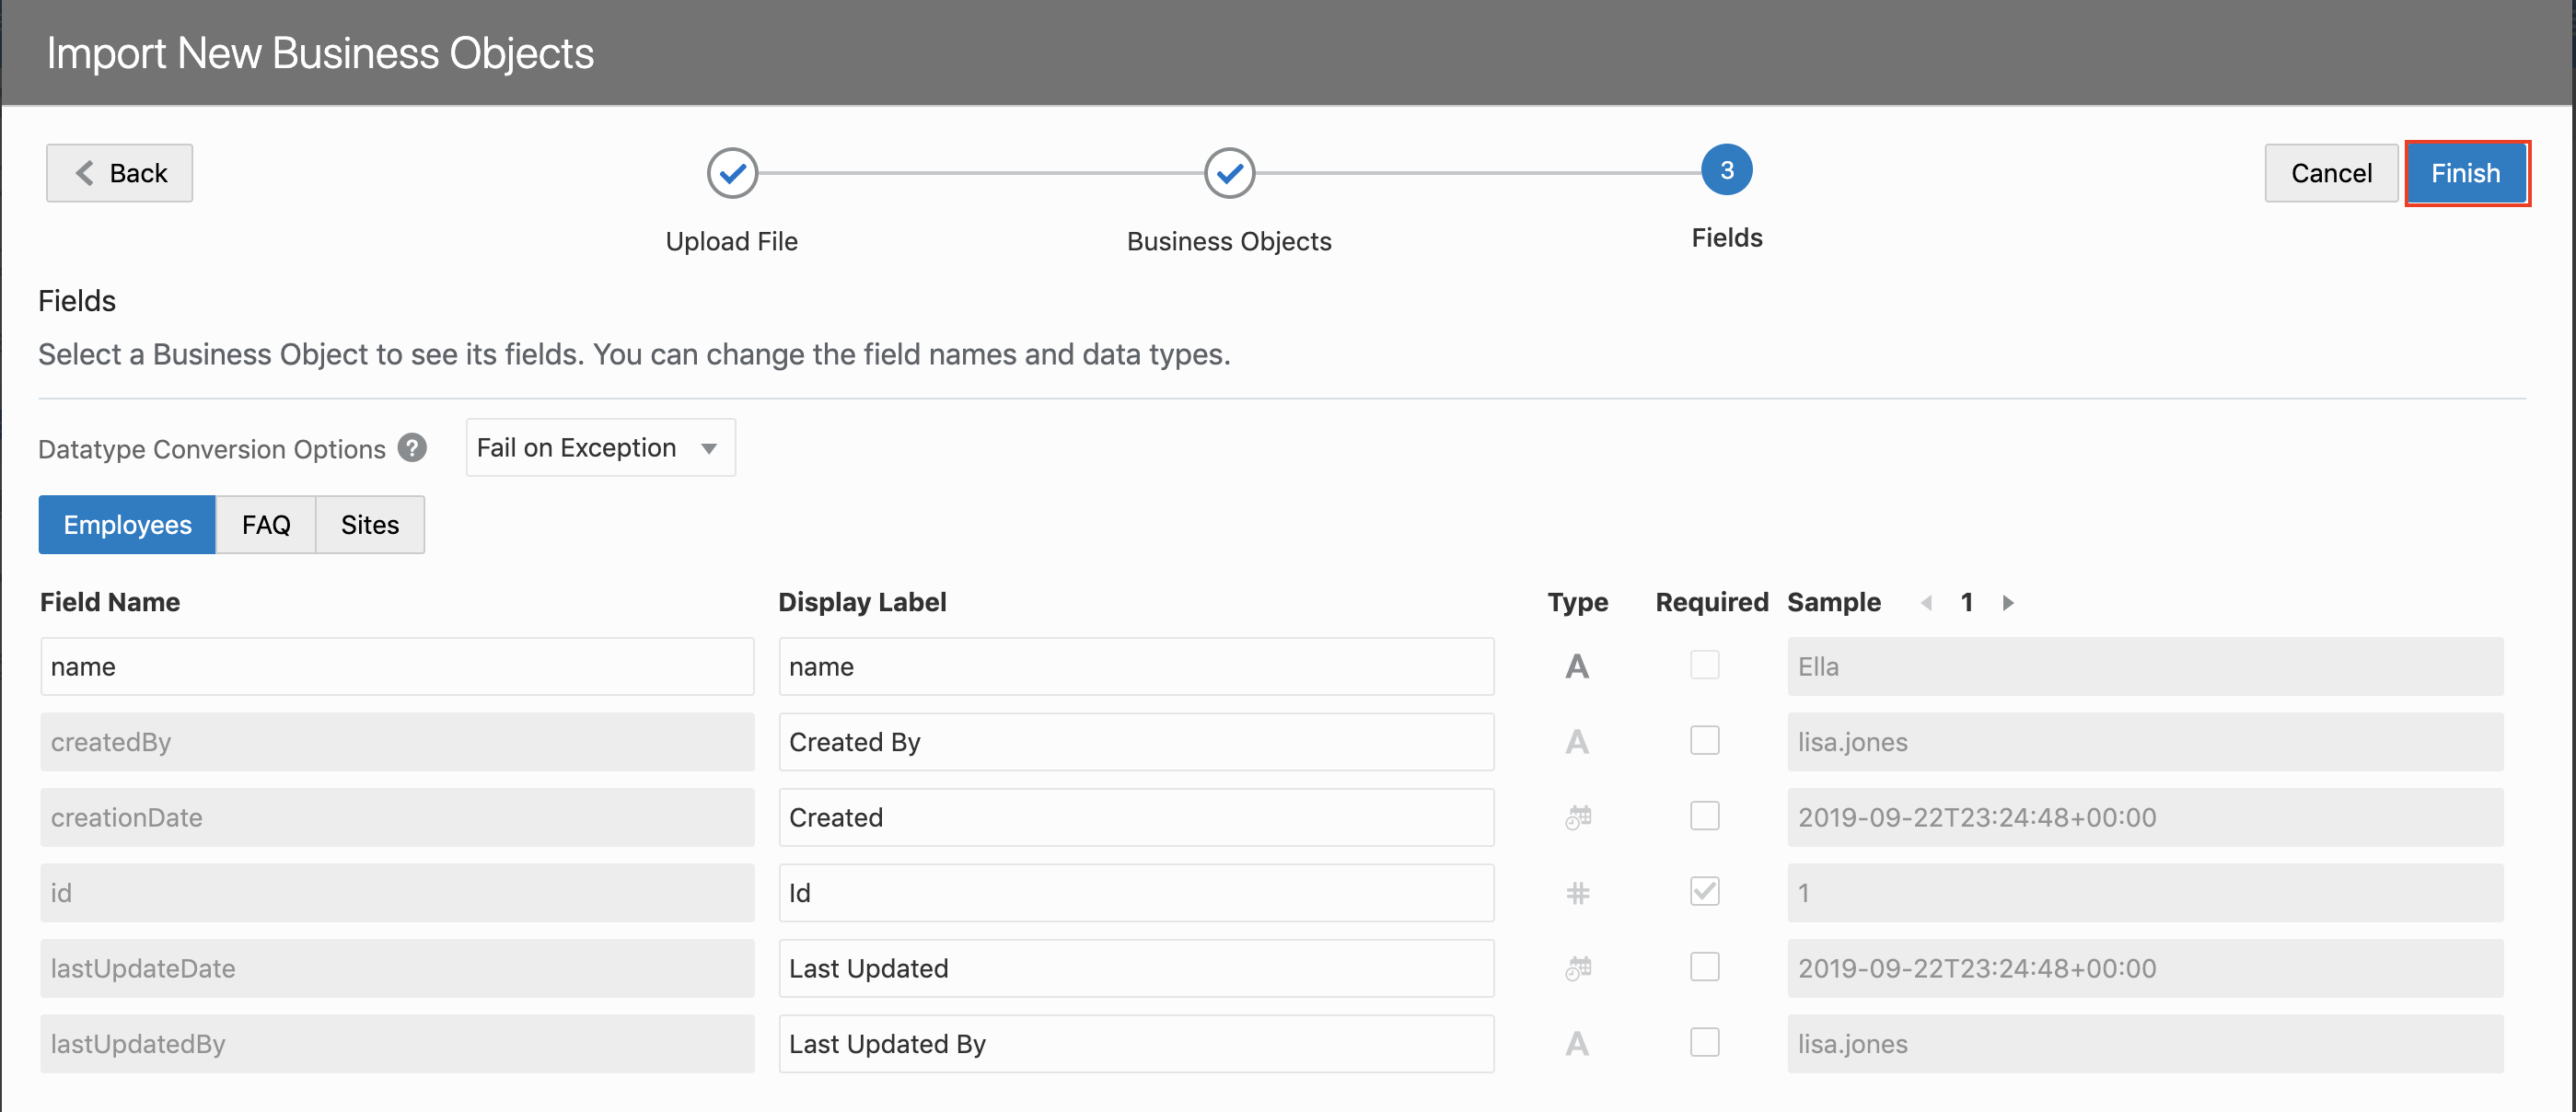 Import New Business Objects
Back
3
Cancel
Finish
Upload File
Business Objects
Fields
Fields
Select a Business Object to see its fields. You can change the field names and data types.
Datatype Conversion Options ? Fail on Exception
Employees FAQ Sites
Field Name Display Label Type Required Sample 1
name name A Ella
createdBy Created By A lisa.jones
creationDate Created 2019-09-22T23:24:48+00:00
id Id # 1
lastUpdateDate Last Updated 2019-09-22T23:24:48+00:00
lastUpdatedBy Last Updated By A lisa.jones